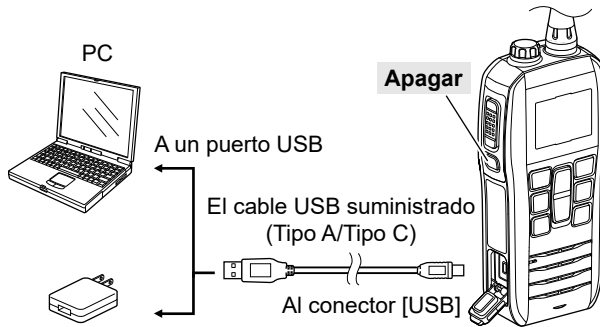 PC
Apagar
A un puerto USB
El cable USB suministrado
(Tipo A/Tipo C)
Al conector [USB]